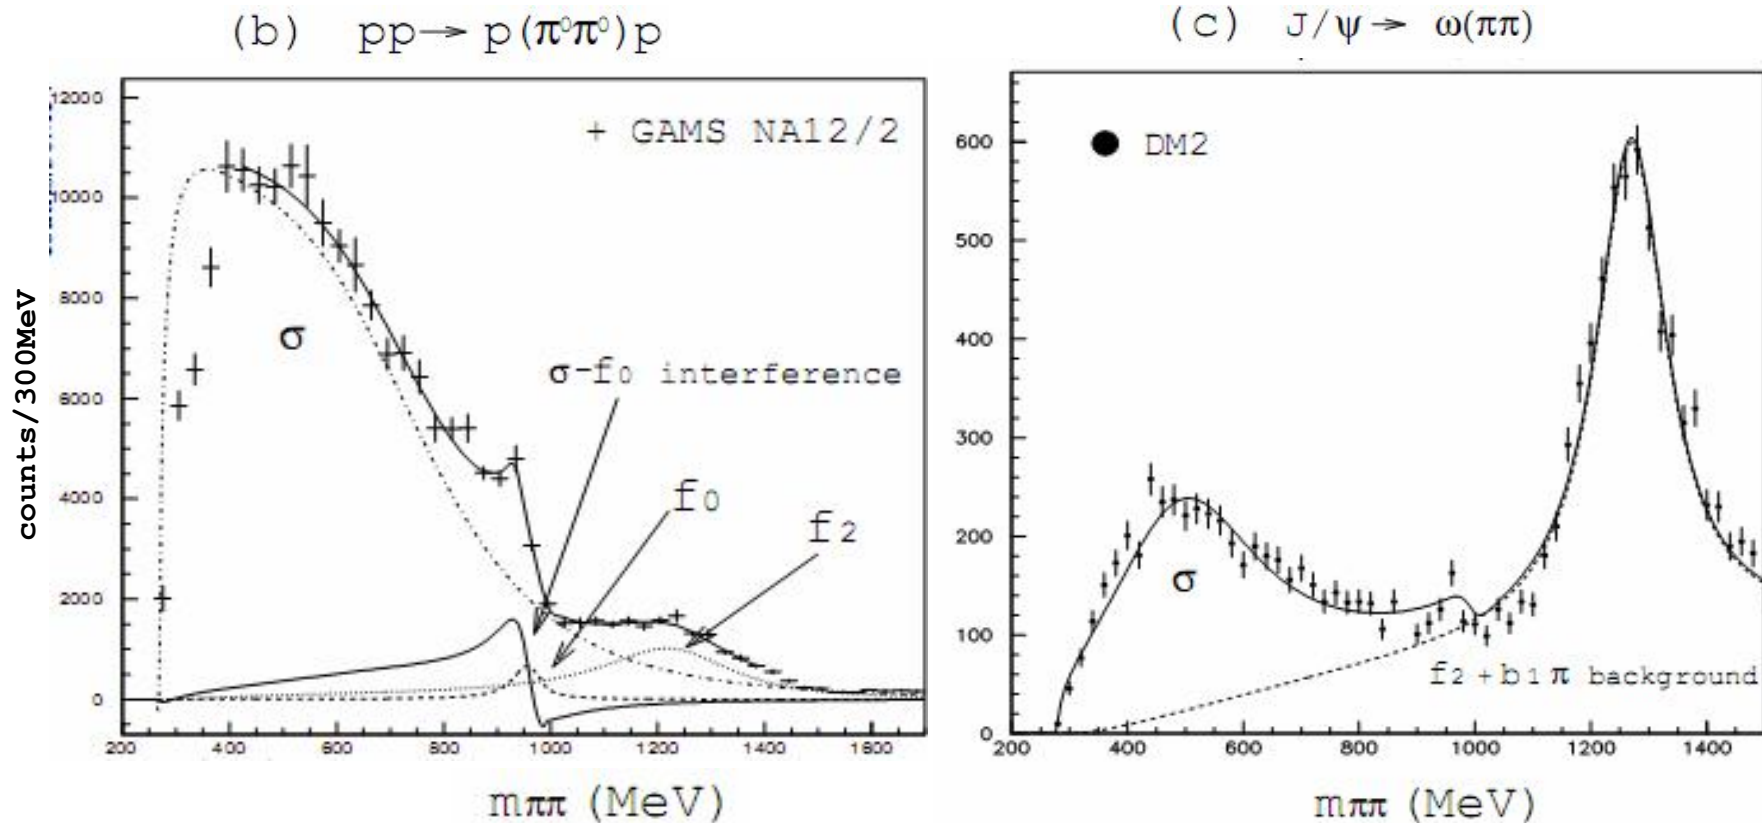 (b) pp→ p(π⁰π⁰)p
12000
10000
8000
6000
4000
2000
0
counts/300MeV
+ GAMS NA12/2
σ
σ-f0 interference
f0
f2
200 400 600 800 1000 1200 1400 1600
mππ (MeV)
(c) J/ψ→ ω(ππ)
600
500
400
300
200
100
0
● DM2
σ
f2+b1π background
200 400 600 800 1000 1200 1400
mππ (MeV)